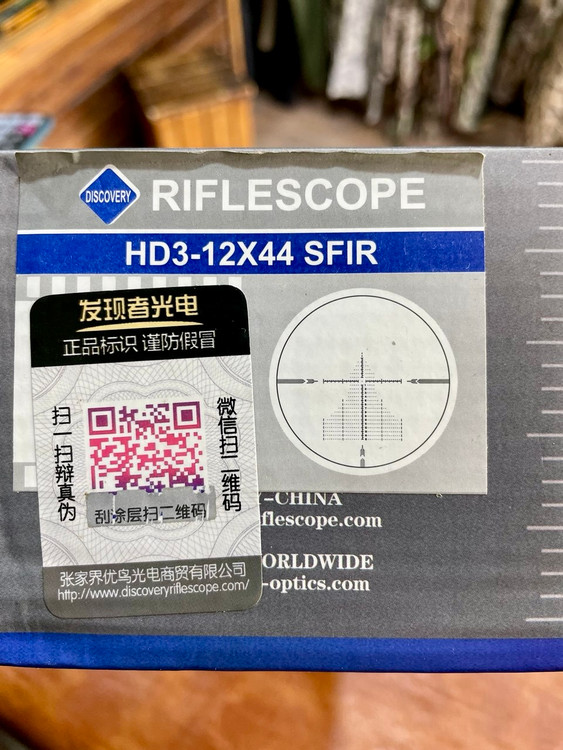 DISCOVERY
RIFLESCOPE
HD3-12X44 SFIR
发现者光电
正品标识 谨防假冒
扫一扫辩真伪
微信扫二维码
刮涂层扫二维码
张家界优鸟光电商贸有限公司
http://www.discoveryriflescope.com/
-CHINA
flescope.com
ORLDWIDE
-optics.com